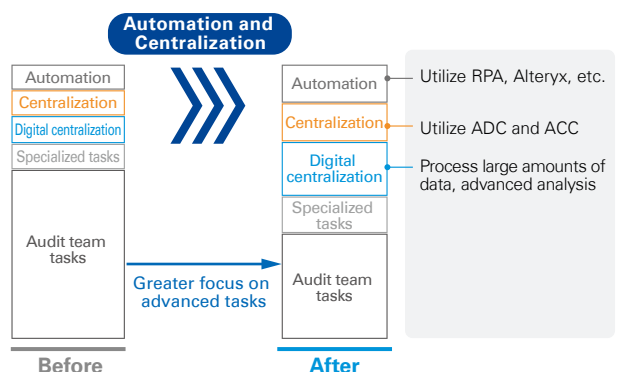 Automation and
Centralization
Automation
Centralization
Digital centralization
Specialized tasks
Audit team
tasks
Before
Greater focus on
advanced tasks
Automation
Centralization
Digital
centralization
Specialized
tasks
Audit team
tasks
After
Utilize RPA, Alteryx, etc.
Utilize ADC and ACC
Process large amounts of
data, advanced analysis